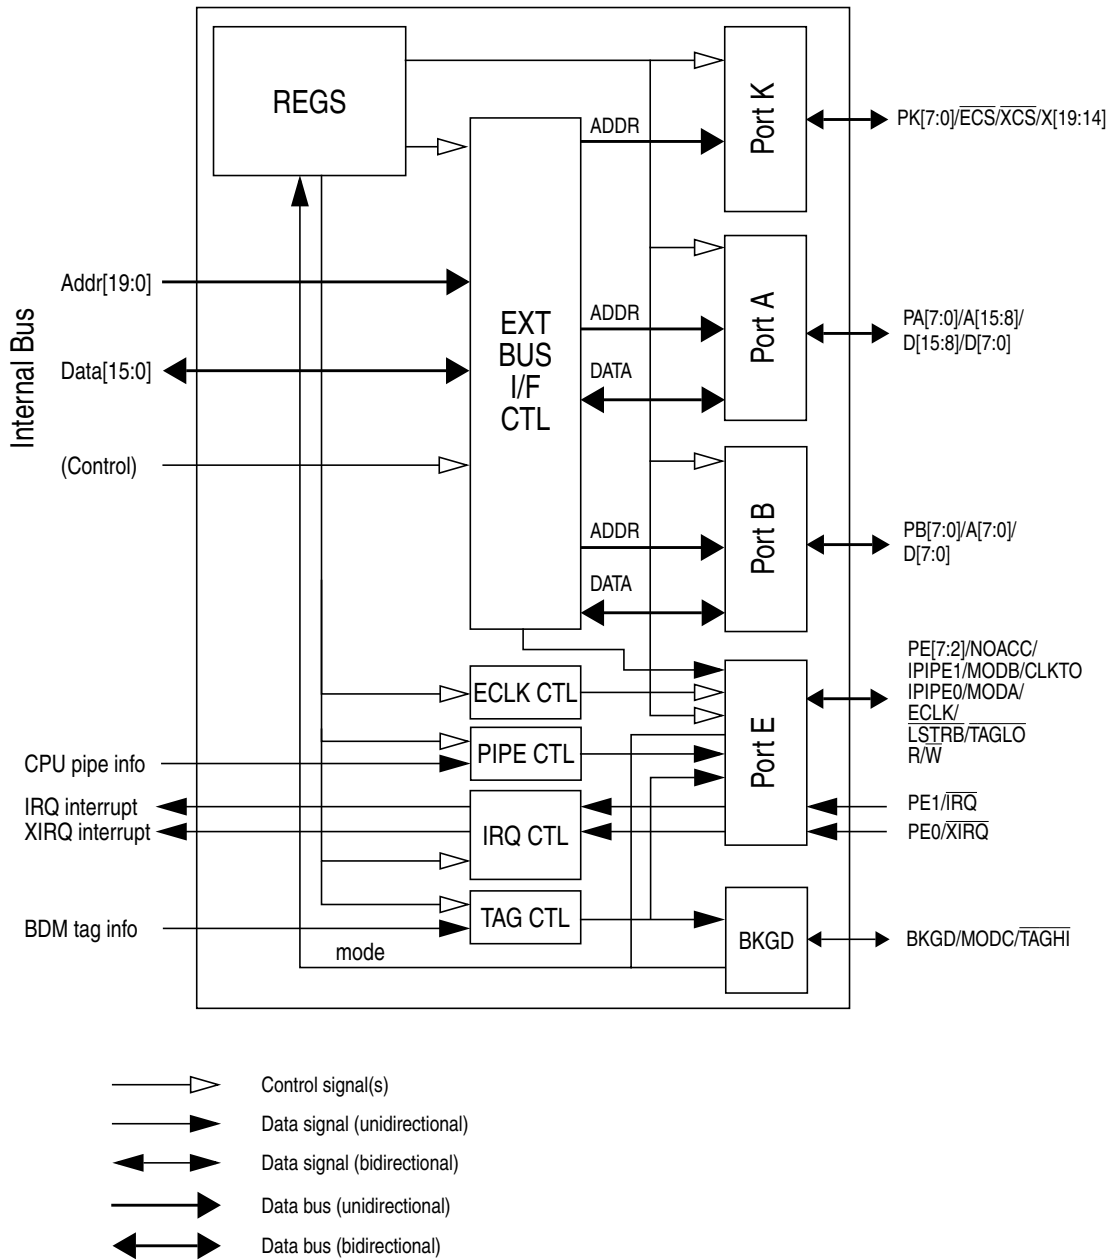 REGS
Port K
ADDR
PK[7:0]/ECS/XCS/X[19:14]
Internal Bus
Addr[19:0]
Data[15:0]
(Control)
EXT
BUS
I/F
CTL
ADDR
DATA
Port A
PA[7:0]/A[15:8]/
D[15:8]/D[7:0]
ADDR
DATA
Port B
PB[7:0]/A[7:0]/
D[7:0]
ECLK CTL
PIPE CTL
IRQ CTL
TAG CTL
Port E
PE[7:2]/NOACC/
IPIPE1/MODB/CLKTO
IPIPE0/MODA/
ECLK/
LSTRB/TAGLO
R/W
CPU pipe info
IRQ interrupt
XIRQ interrupt
PE1/IRQ
PE0/XIRQ
BDM tag info
mode
BKGD
BKGD/MODC/TAGHI
Control signal(s)
Data signal (unidirectional)
Data signal (bidirectional)
Data bus (unidirectional)
Data bus (bidirectional)